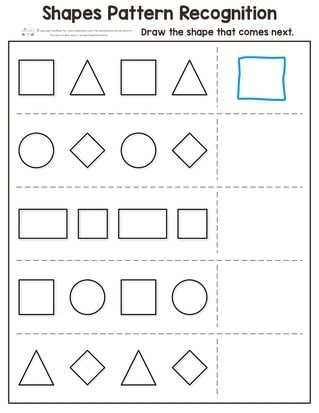 Shapes Pattern Recognition
Draw the shape that comes next.